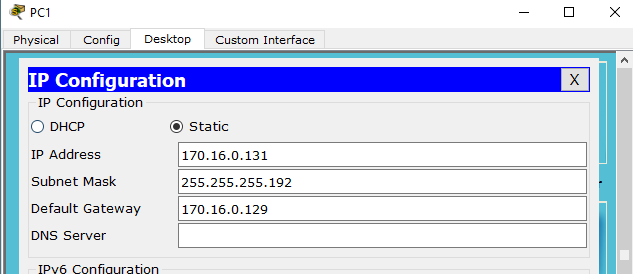 PC1
Physical Config Desktop Custom Interface
IP Configuration X
IP Configuration
DHCP Static
IP Address 170.16.0.131
Subnet Mask 255.255.255.192
Default Gateway 170.16.0.129
DNS Server
IPv6 Configuration